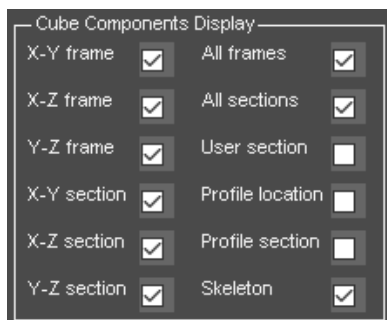 Cube Components Display
X-Y frame All frames
X-Z frame All sections
Y-Z frame User section
X-Y section Profile location
X-Z section Profile section
Y-Z section Skeleton